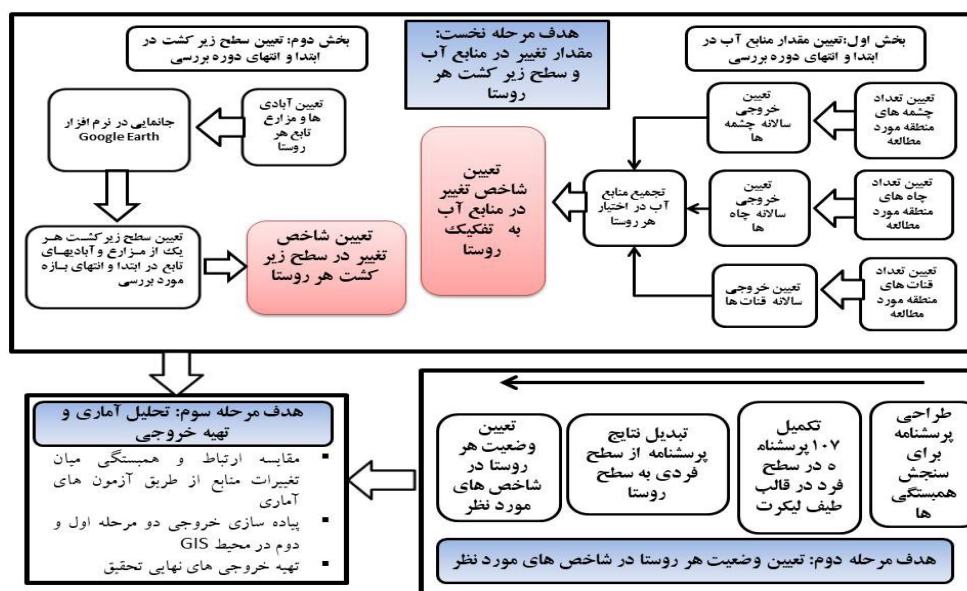 هدف مرحله نخست:
مقدار تغییر در منابع آب
و سطح زیر کشت هر
روستا
بخش اول:تعیین مقدار منابع آب در
ابتدا و انتهای دوره بررسی
تعیین تعداد
چشمه های
منطقه مورد
مطالعه
تعیین
خروجی
سالانه چشمه
ها
تعیین تعداد
چاه های
منطقه مورد
مطالعه
تعیین
خروجی
سالانه چاه
ها
تعیین تعداد
قنات های
منطقه مورد
مطالعه
تعیین خروجی
سالانه قنات ها
تجمیع منابع
آب در اختیار
هر روستا
تعیین
شاخص تغییر
در منابع آب
به تفکیک
روستا
بخش دوم: تعیین سطح زیر کشت در
ابتدا و انتهای دوره بررسی
تعیین آبادی
ها و مزارع
تابع هر
روستا
جانمایی در نرم افزار
Google Earth
تعیین سطح زیر کشت هر
یک از مزارع و آبادیهای
تابع در ابتدا و انتهای بازه
مورد بررسی
تعیین شاخص
تغییر در سطح زیر
کشت هر روستا
طراحی
پرسشنامه
برای
سنجش
همبستگی
ها
تکمیل
۱۰۷ پرسشنام
ه در سطح
فرد در قالب
طیف لیکرت
تبدیل نتایج
پرسشنامه از سطح
فردی به سطح
روستا
تعیین
وضعیت هر
روستا در
شاخص های
مورد نظر
هدف مرحله دوم: تعیین وضعیت هر روستا در شاخص های مورد نظر
هدف مرحله سوم: تحلیل آماری و
تهیه خروجی
▪ مقایسه ارتباط و همبستگی میان
تغییرات منابع از طریق آزمون های
آماری
▪ پیاده سازی خروجی دو مرحله اول و
دوم در محیط GIS
▪ تهیه خروجی های نهایی تحقیق